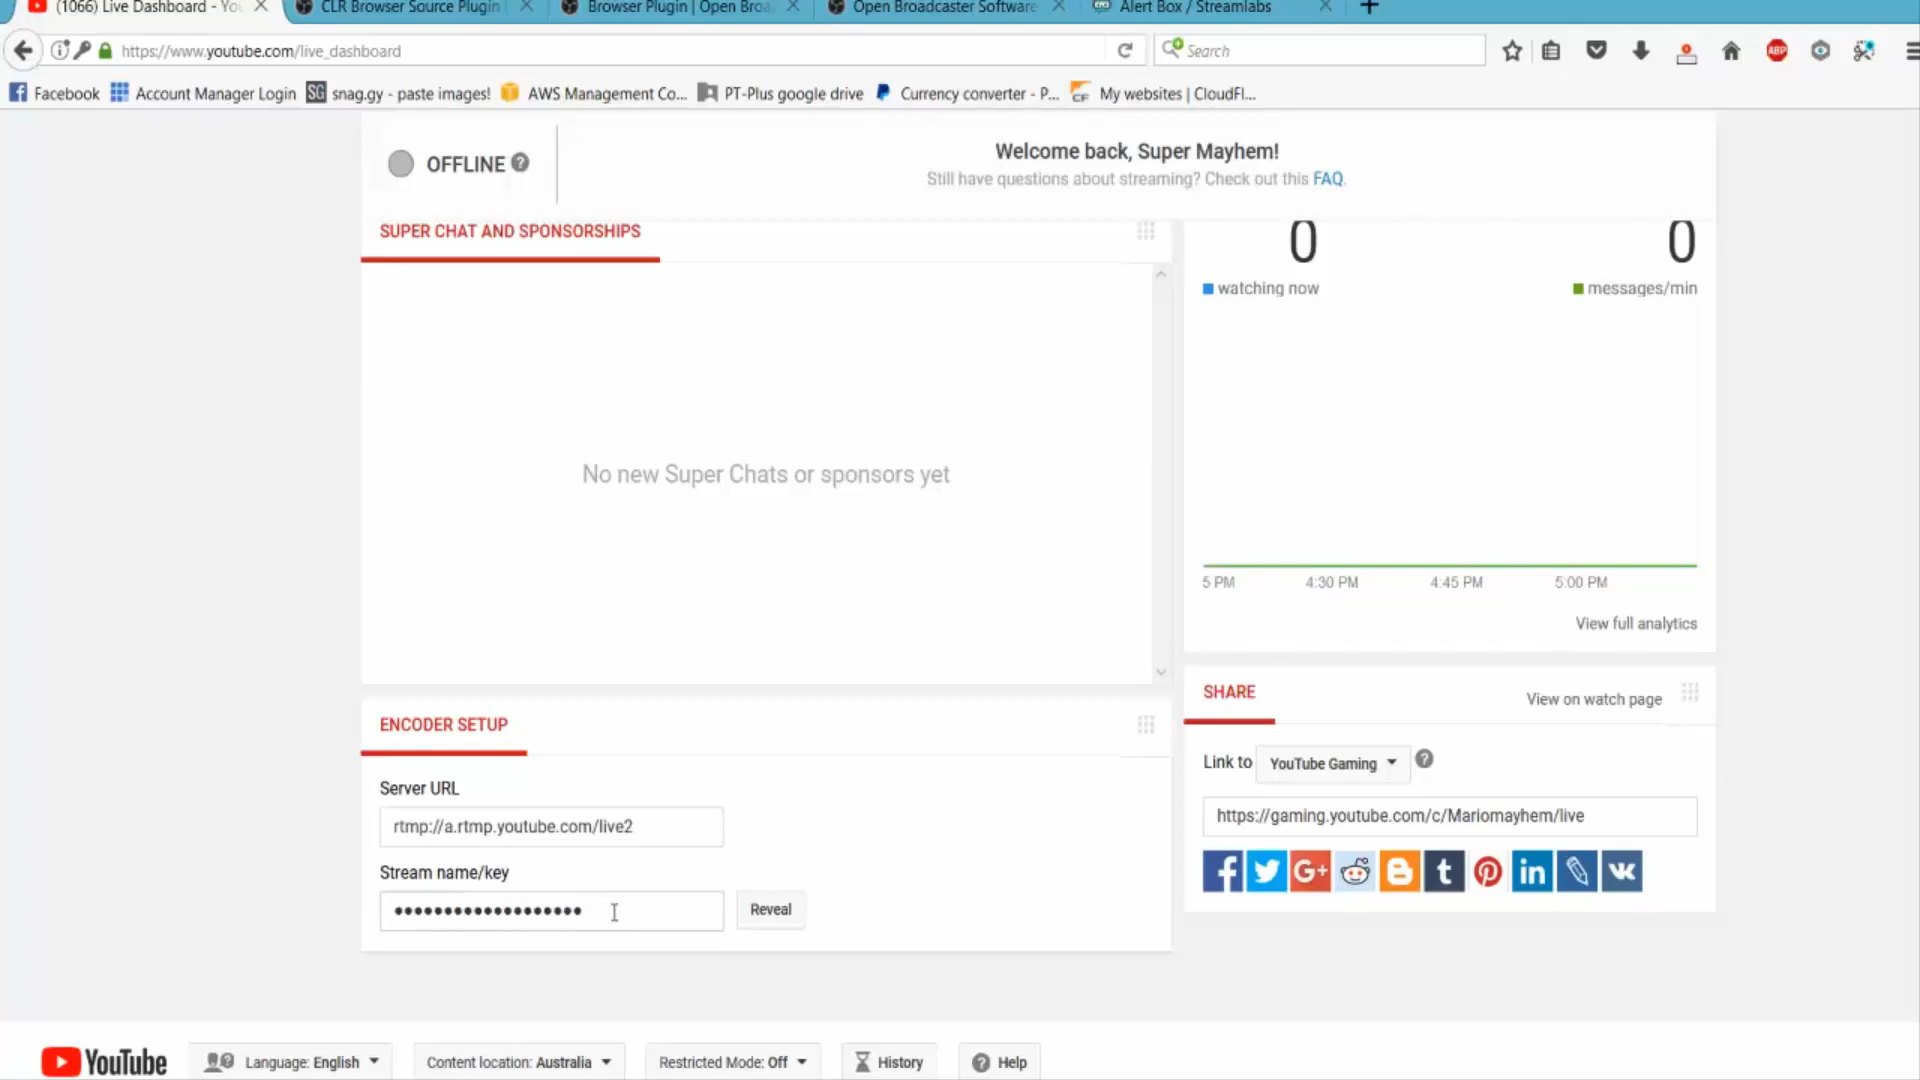 (1066) Live Dashboard - You
CLR Browser Source Plugin
Browser Plugin | Open Broa
Open Broadcaster Software
Alert Box / Streamlabs
https://www.youtube.com/live_dashboard
Search
ABP
Facebook
Account Manager Login
SG snag.gy - paste images!
AWS Management Co...
PT-Plus google drive
Currency converter - P...
CF My websites | CloudFl...
OFFLINE ?
Welcome back, Super Mayhem!
Still have questions about streaming? Check out this FAQ.
SUPER CHAT AND SPONSORSHIPS
0
0
watching now
messages/min
No new Super Chats or sponsors yet
5 PM
4:30 PM
4:45 PM
5:00 PM
View full analytics
SHARE
View on watch page
Link to YouTube Gaming ?
https://gaming.youtube.com/c/Mariomayhem/live
f G+ B t in
ENCODER SETUP
Server URL
rtmp://a.rtmp.youtube.com/live2
Stream name/key
•••••••••••••••••••
Reveal
YouTube
Language: English
Content location: Australia
Restricted Mode: Off
History
? Help